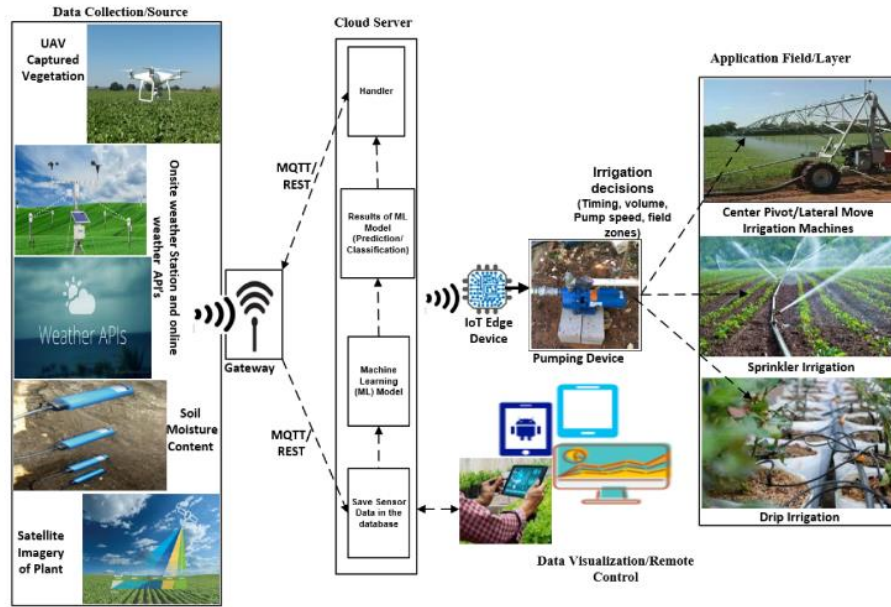 Data Collection/Source
UAV
Captured
Vegetation
Onsite weather Station and online
weather API's
Weather APIs
Soil
Moisture
Content
Satellite
Imagery
of Plant
Gateway
MQTT/
REST
MQTT/
REST
Cloud Server
Handler
Results of ML
Model
(Prediction/
Classification)
Machine
Learning
(ML) Model
Save Sensor
Data in the
database
IoT Edge
Device
Irrigation
decisions
(Timing, volume,
Pump speed, field
zones)
Pumping Device
Data Visualization/Remote
Control
Application Field/Layer
Center Pivot/Lateral Move
Irrigation Machines
Sprinkler Irrigation
Drip Irrigation